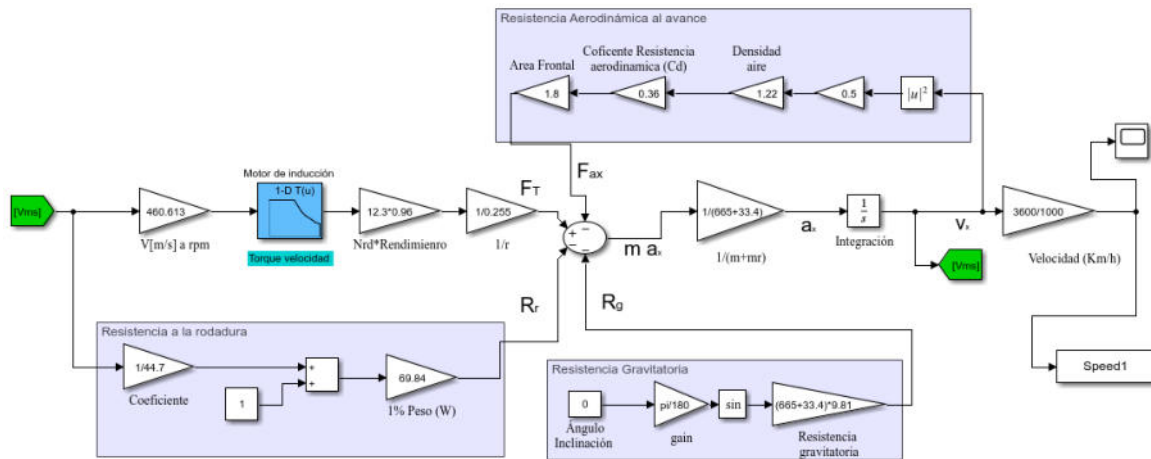 Resistencia Aerodinámica al avance
Area Frontal
Coficente Resistencia
aerodinamica (Cd)
Densidad
aire
1.8
0.36
1.22
0.5
|u|²
Fax
[Vms]
460.613
V[m/s] a rpm
Motor de inducción
1-D T(u)
Torque velocidad
12.3*0.96
Nrd*Rendimienro
FT
1/0.255
1/r
+
−
−
−
m ax
1/(665+33.4)
1/(m+mr)
ax
1
s
Integración
vx
[Vms]
3600/1000
Velocidad (Km/h)
Speed1
Rr
Rg
Resistencia a la rodadura
1/44.7
Coeficiente
1
+
+
69.84
1% Peso (W)
Resistencia Gravitatoria
0
Ángulo
Inclinación
pi/180
gain
sin
(665+33.4)*9.81
Resistencia
gravitatoria